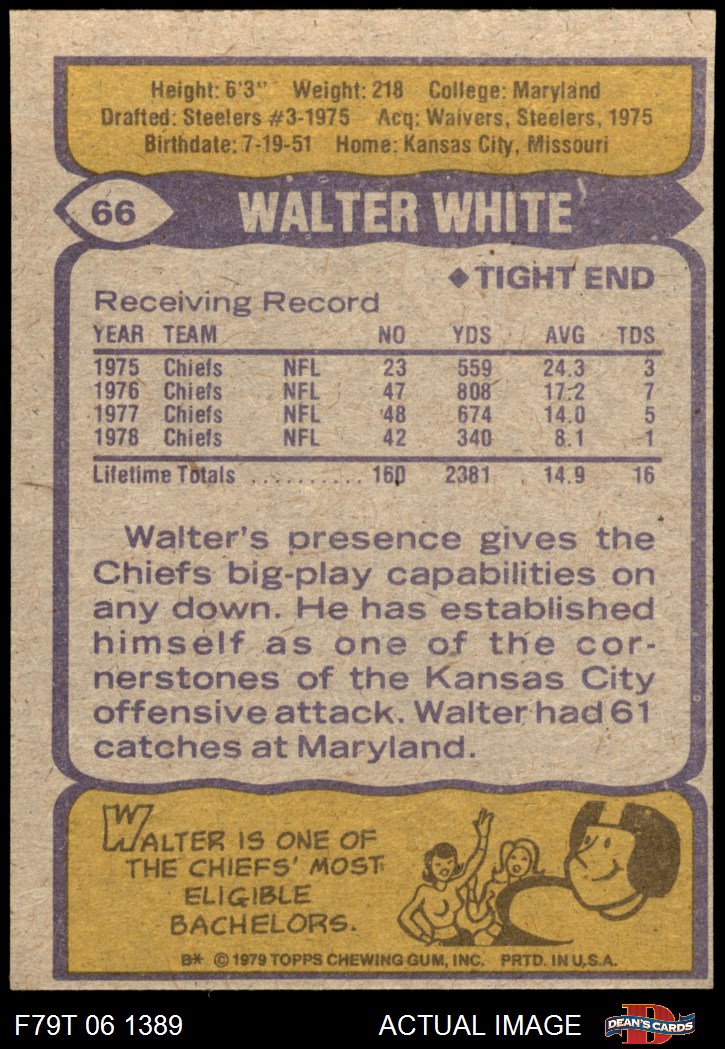 Height: 6'3" Weight: 218 College: Maryland
Drafted: Steelers #3-1975 Acq: Waivers, Steelers, 1975
Birthdate: 7-19-51 Home: Kansas City, Missouri
66 WALTER WHITE
◆ TIGHT END
Receiving Record
YEAR TEAM NO YDS AVG TDS
1975 Chiefs NFL 23 559 24.3 3
1976 Chiefs NFL 47 808 17.2 7
1977 Chiefs NFL 48 674 14.0 5
1978 Chiefs NFL 42 340 8.1 1
Lifetime Totals .......... 160 2381 14.9 16
Walter's presence gives the
Chiefs big-play capabilities on
any down. He has established
himself as one of the cor-
nerstones of the Kansas City
offensive attack. Walter had 61
catches at Maryland.
WALTER IS ONE OF
THE CHIEFS' MOST
ELIGIBLE
BACHELORS.
B* © 1979 TOPPS CHEWING GUM, INC. PRTD. IN U.S.A.
F79T 06 1389 ACTUAL IMAGE
D
DEAN'S CARDS